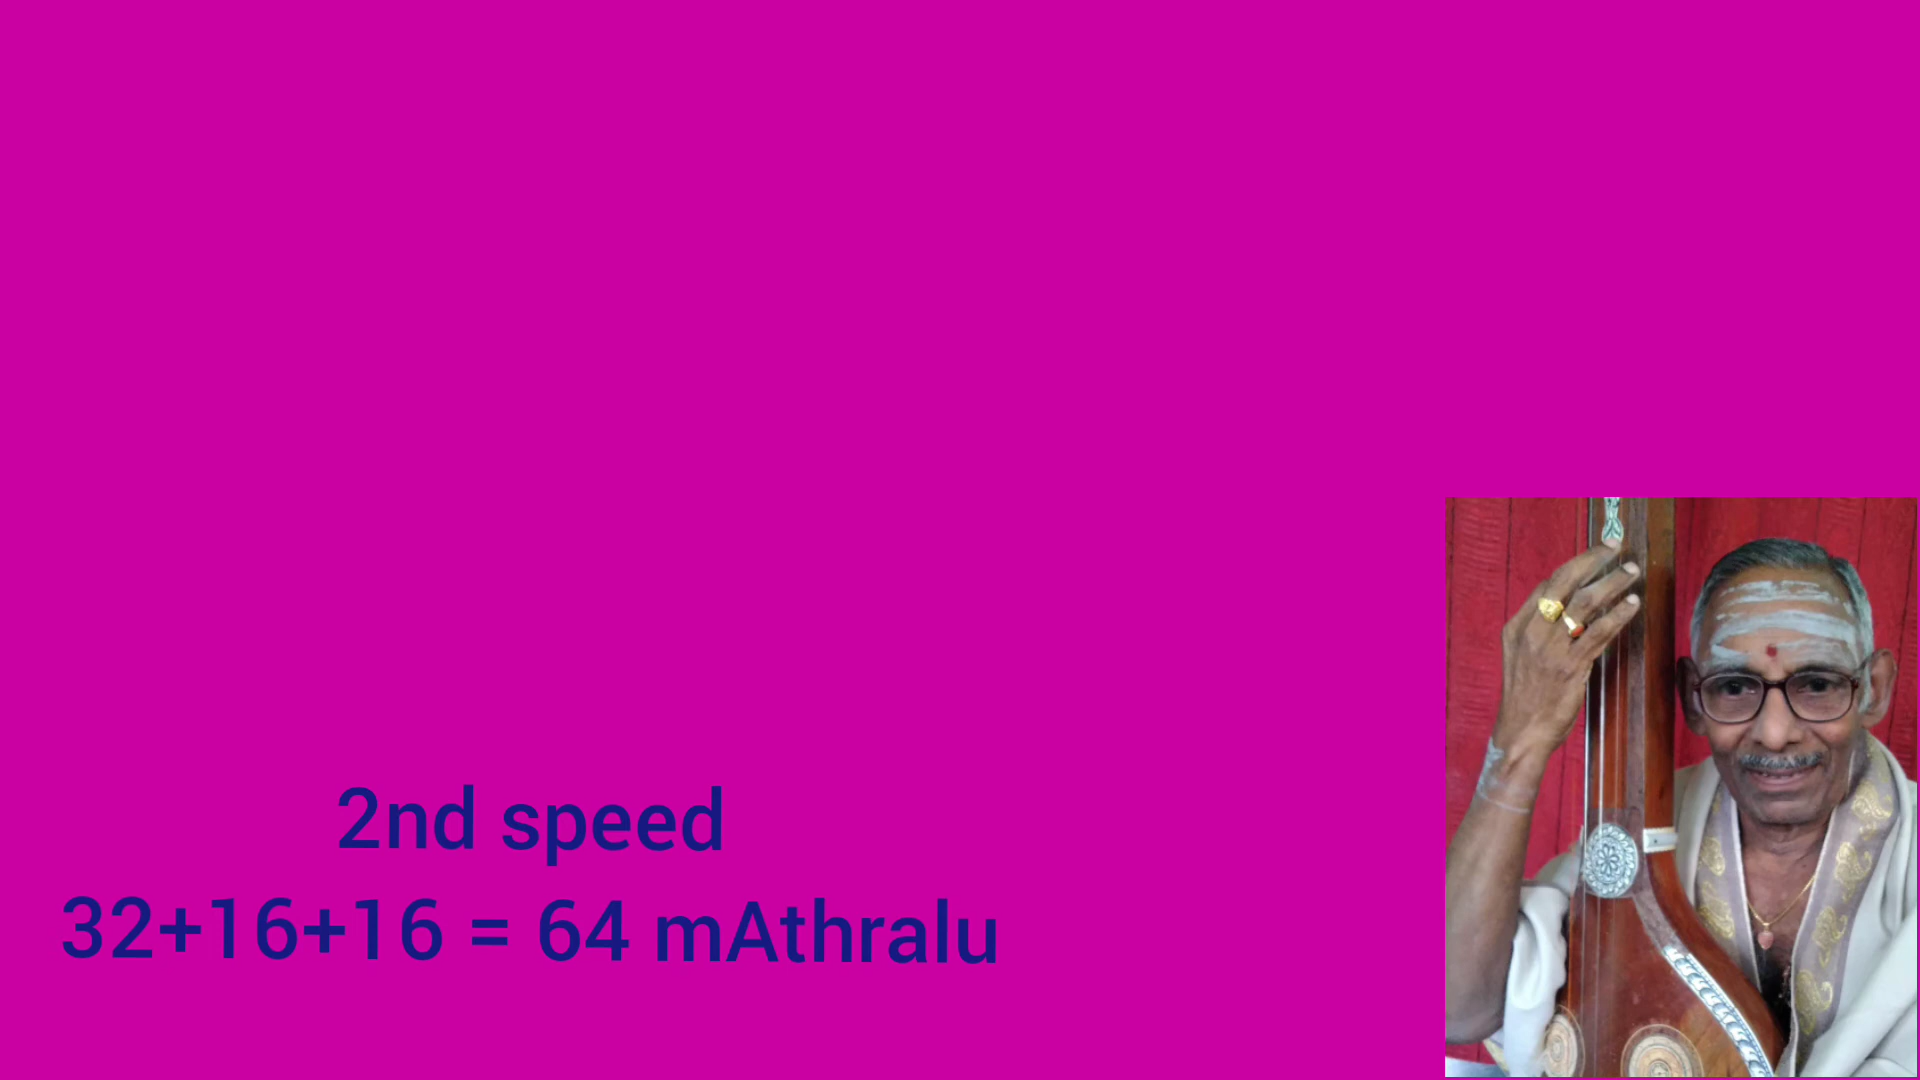 2nd speed
32+16+16 = 64 mAthralu